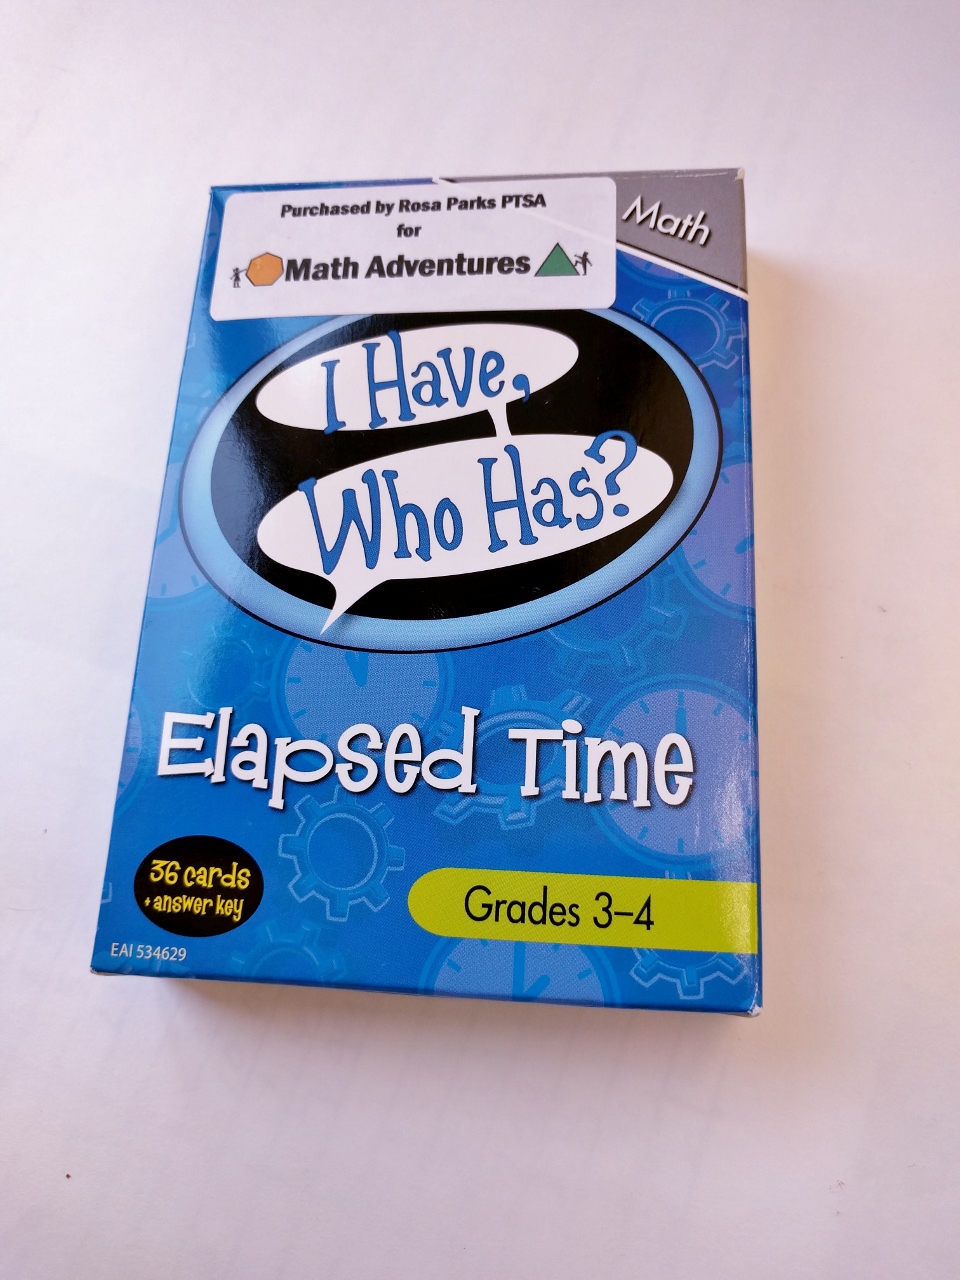 Purchased by Rosa Parks PTSA
for
Math Adventures
Math
I Have,
Who Has?
Elapsed Time
36 cards
+ answer key
Grades 3–4
EAI 534629